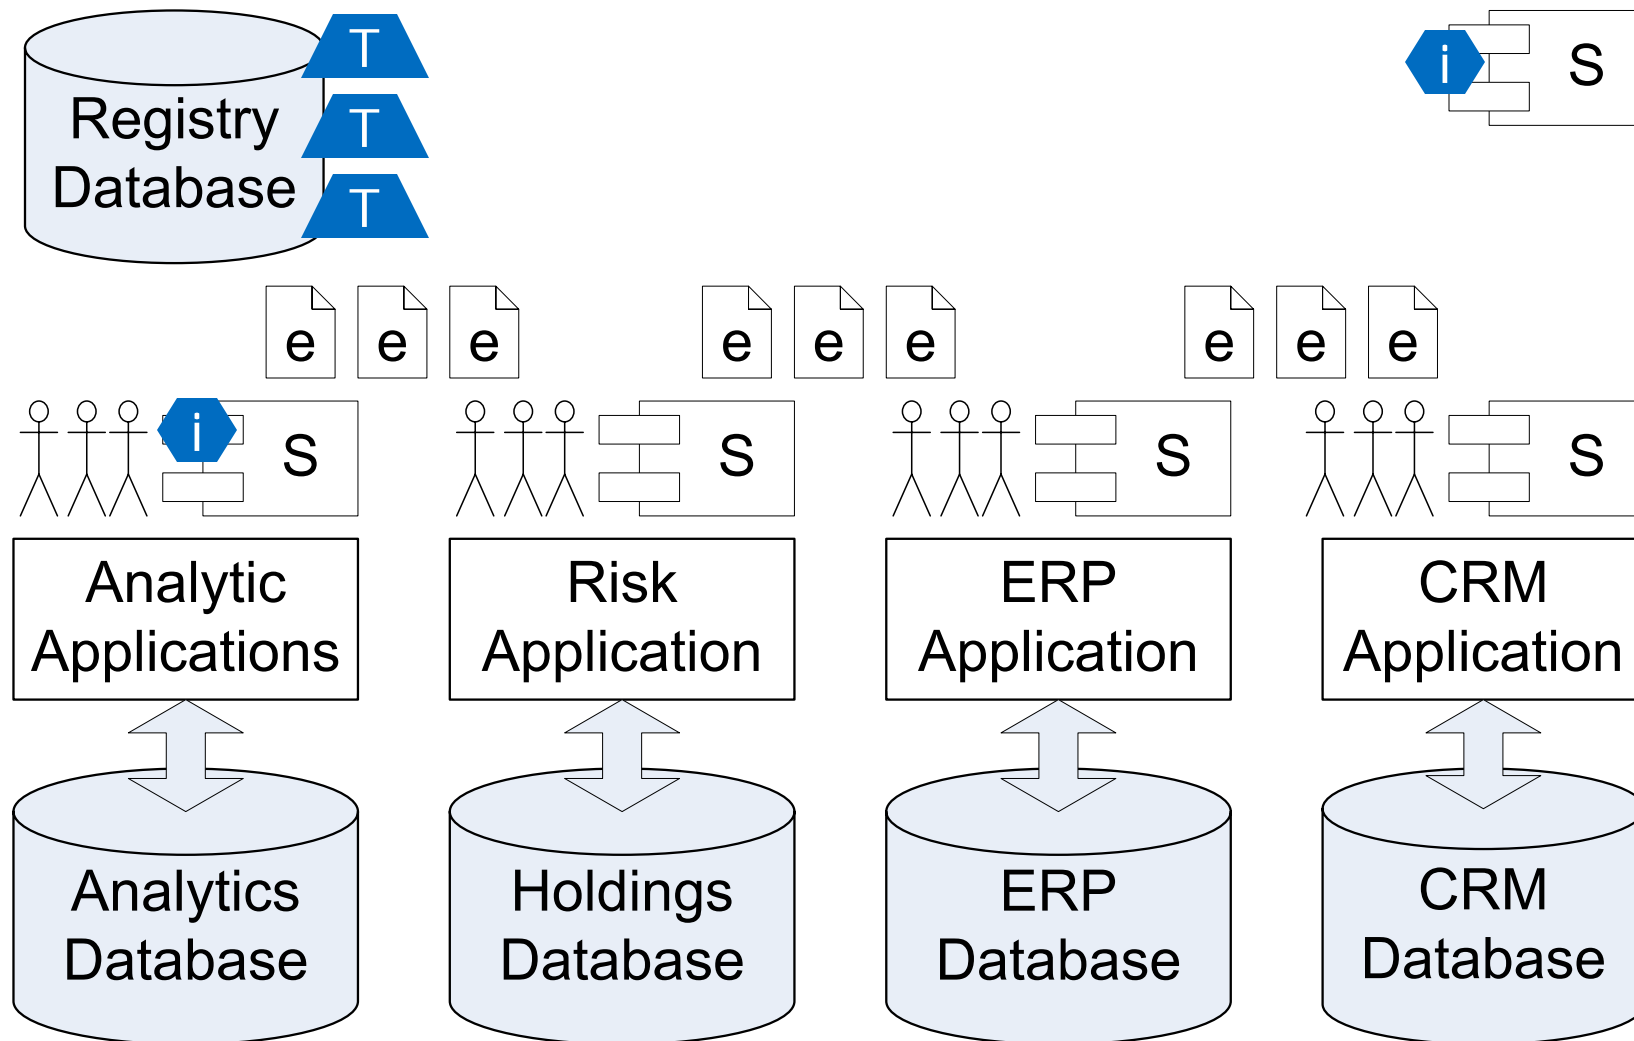 T
i
S
Registry
Database
T
T
e e e
e e e
e e e
i
S
S
S
S
Analytic
Applications
Risk
Application
ERP
Application
CRM
Application
Analytics
Database
Holdings
Database
ERP
Database
CRM
Database